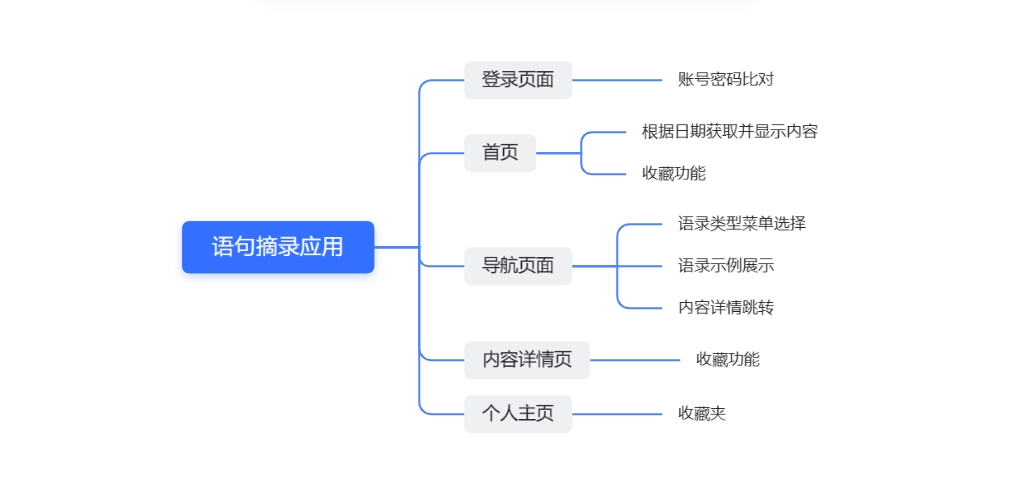 语句摘录应用
登录页面
账号密码比对
首页
根据日期获取并显示内容
收藏功能
导航页面
语录类型菜单选择
语录示例展示
内容详情跳转
内容详情页
收藏功能
个人主页
收藏夹